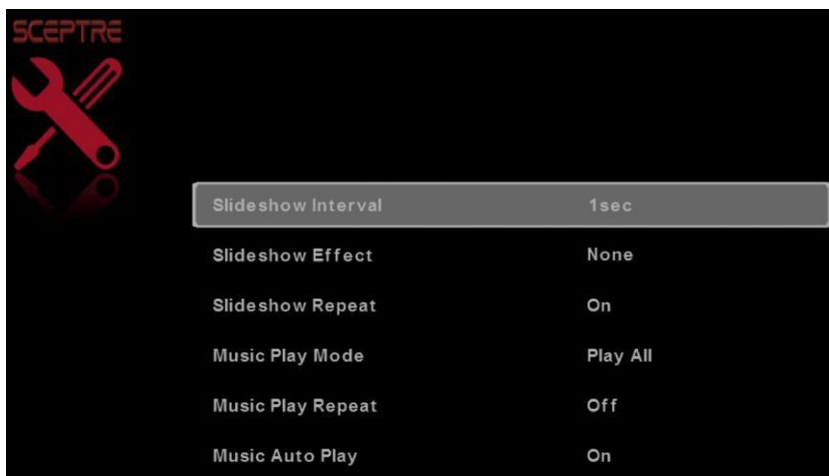 SCEPTRE
Slideshow Interval 1sec
Slideshow Effect None
Slideshow Repeat On
Music Play Mode Play All
Music Play Repeat Off
Music Auto Play On